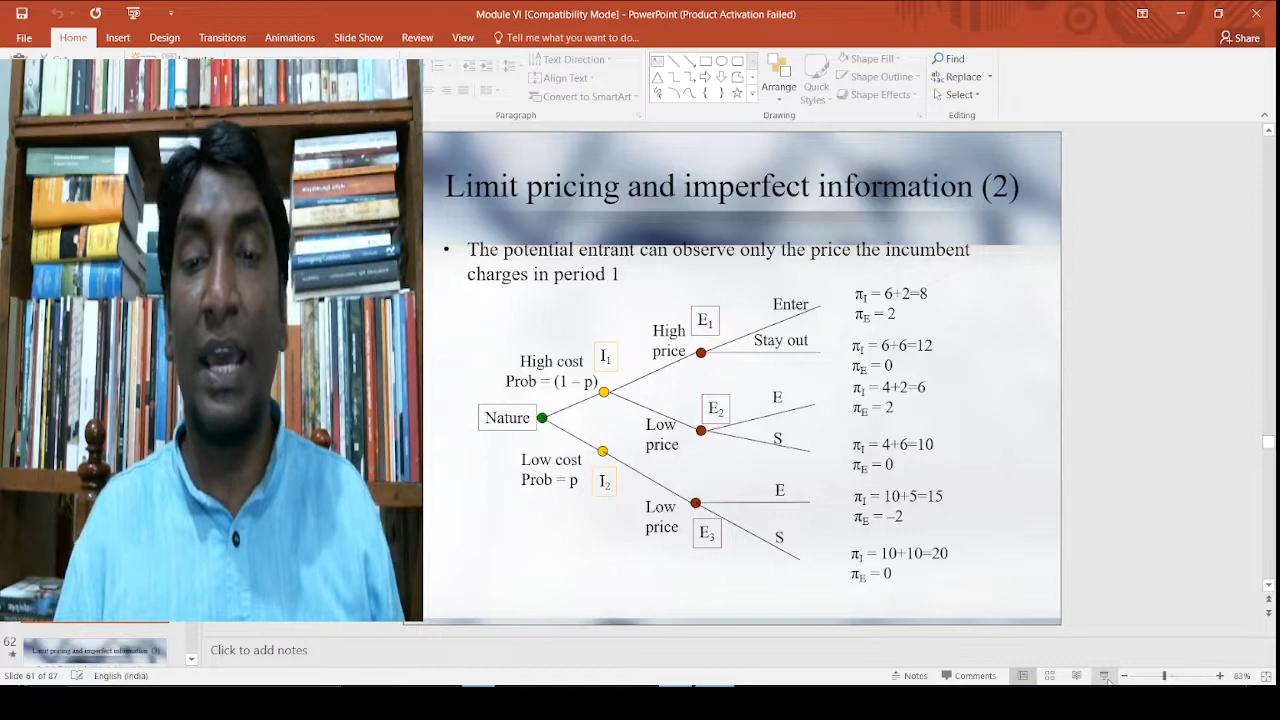 Module VI [Compatibility Mode] - PowerPoint (Product Activation Failed)
File Home Insert Design Transitions Animations Slide Show Review View Tell me what you want to do... Share
Text Direction
Align Text
Convert to SmartArt
Paragraph
Arrange
Quick
Styles
Shape Fill
Shape Outline
Shape Effects
Drawing
Find
Replace
Select
Editing
Limit pricing and imperfect information (2)
• The potential entrant can observe only the price the incumbent
charges in period 1
Nature
High cost
Prob = (1 – p)
I1
Low cost
Prob = p
I2
High
price
E1
Enter
Stay out
Low
price
E2
E
S
Low
price
E3
E
S
πI = 6+2=8
πE = 2
πI = 6+6=12
πE = 0
πI = 4+2=6
πE = 2
πI = 4+6=10
πE = 0
πI = 10+5=15
πE = –2
πI = 10+10=20
πE = 0
62
Limit pricing and imperfect information (3)
Click to add notes
Slide 61 of 87 English (India) Notes Comments 83%